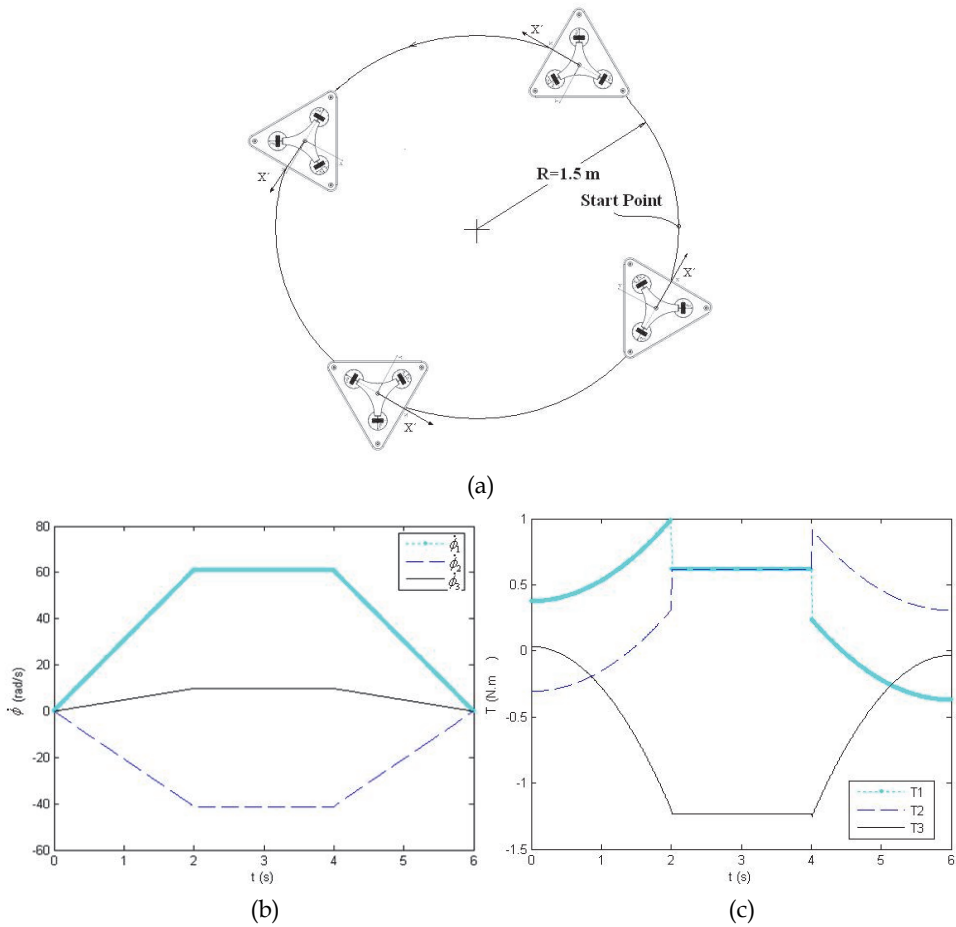 X´
X´
R=1.5 m
Start Point
X´
X´
(a)
80
60
40
20
0
-20
-40
-60
0
1
2
3
4
5
6
t (s)
φ̇ (rad/s)
φ̇₁
φ̇₂
φ̇₃
(b)
1
0.5
0
-0.5
-1
-1.5
0
1
2
3
4
5
6
t (s)
T (N.m )
T1
T2
T3
(c)